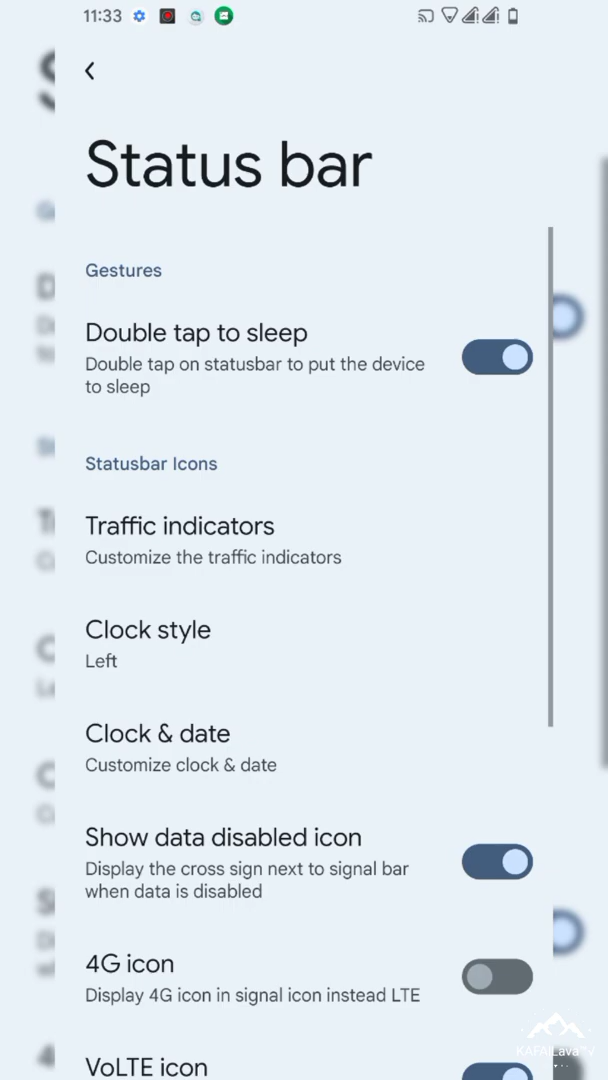 11:33
Status bar
Gestures
Double tap to sleep
Double tap on statusbar to put the device
to sleep
Statusbar Icons
Traffic indicators
Customize the traffic indicators
Clock style
Left
Clock & date
Customize clock & date
Show data disabled icon
Display the cross sign next to signal bar
when data is disabled
4G icon
Display 4G icon in signal icon instead LTE
VoLTE icon